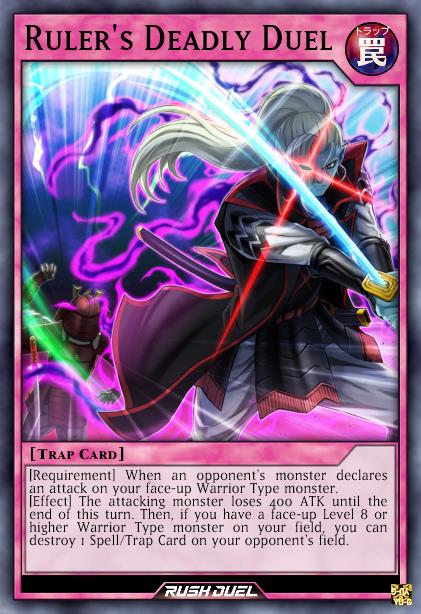 Ruler's Deadly Duel
トラップ
罠
[Trap Card]
[Requirement] When an opponent's monster declares
an attack on your face-up Warrior Type monster.
[Effect] The attacking monster loses 400 ATK until the
end of this turn. Then, if you have a face-up Level 8 or
higher Warrior Type monster on your field, you can
destroy 1 Spell/Trap Card on your opponent's field.
RUSH DUEL